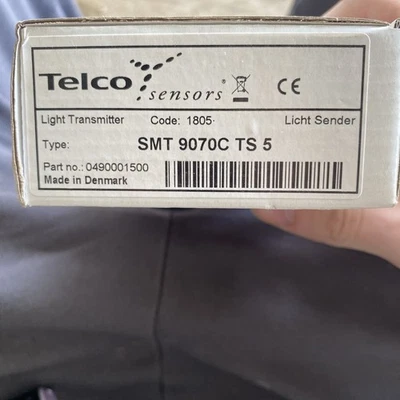 Telco sensors® CE
Light Transmitter Code: 1805· Licht Sender
Type: SMT 9070C TS 5
Part no.: 0490001500
Made in Denmark